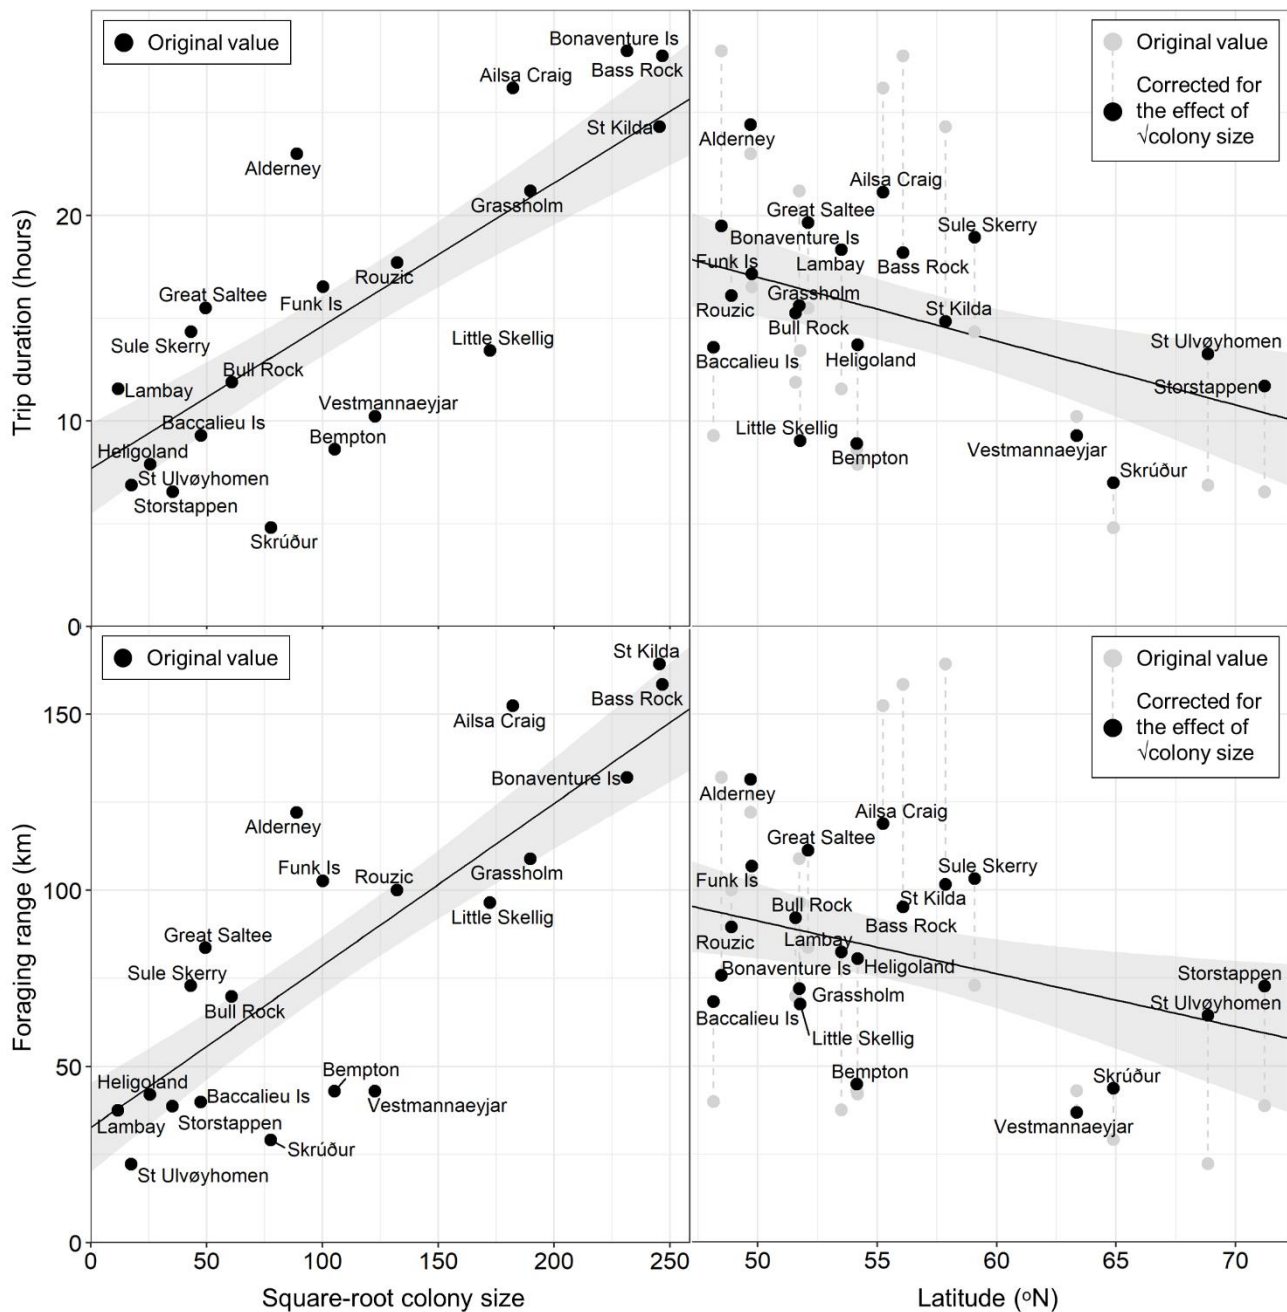 Original value
Bonaventure Is
Bass Rock
Ailsa Craig
St Kilda
Alderney
Grassholm
Rouzic
Great Saltee
Funk Is
Sule Skerry
Little Skellig
Bull Rock
Lambay
Vestmannaeyjar
Baccalieu Is
Bempton
Heligoland
St Ulvøyhomen
Storstappen
Skrúður
Trip duration (hours)
20
10
0
Original value
Corrected for
the effect of
√colony size
Alderney
Ailsa Craig
Great Saltee
Sule Skerry
Bonaventure Is
Funk Is
Lambay
Bass Rock
Rouzic
Grassholm
St Kilda
Bull Rock
St Ulvøyhomen
Baccalieu Is
Heligoland
Storstappen
Little Skellig
Bempton
Vestmannaeyjar
Skrúður
Original value
St Kilda
Bass Rock
Ailsa Craig
Bonaventure Is
Alderney
Funk Is
Rouzic
Grassholm
Little Skellig
Great Saltee
Sule Skerry
Bull Rock
Heligoland
Bempton
Baccalieu Is
Vestmannaeyjar
Lambay
Storstappen
Skrúður
St Ulvøyhomen
Foraging range (km)
150
100
50
0
0
50
100
150
200
250
Square-root colony size
Original value
Corrected for
the effect of
√colony size
Alderney
Ailsa Craig
Great Saltee
Sule Skerry
Funk Is
St Kilda
Bull Rock
Bass Rock
Rouzic
Lambay
Bonaventure Is
Heligoland
Storstappen
Grassholm
St Ulvøyhomen
Baccalieu Is
Little Skellig
Bempton
Skrúður
Vestmannaeyjar
50
55
60
65
70
Latitude (ºN)